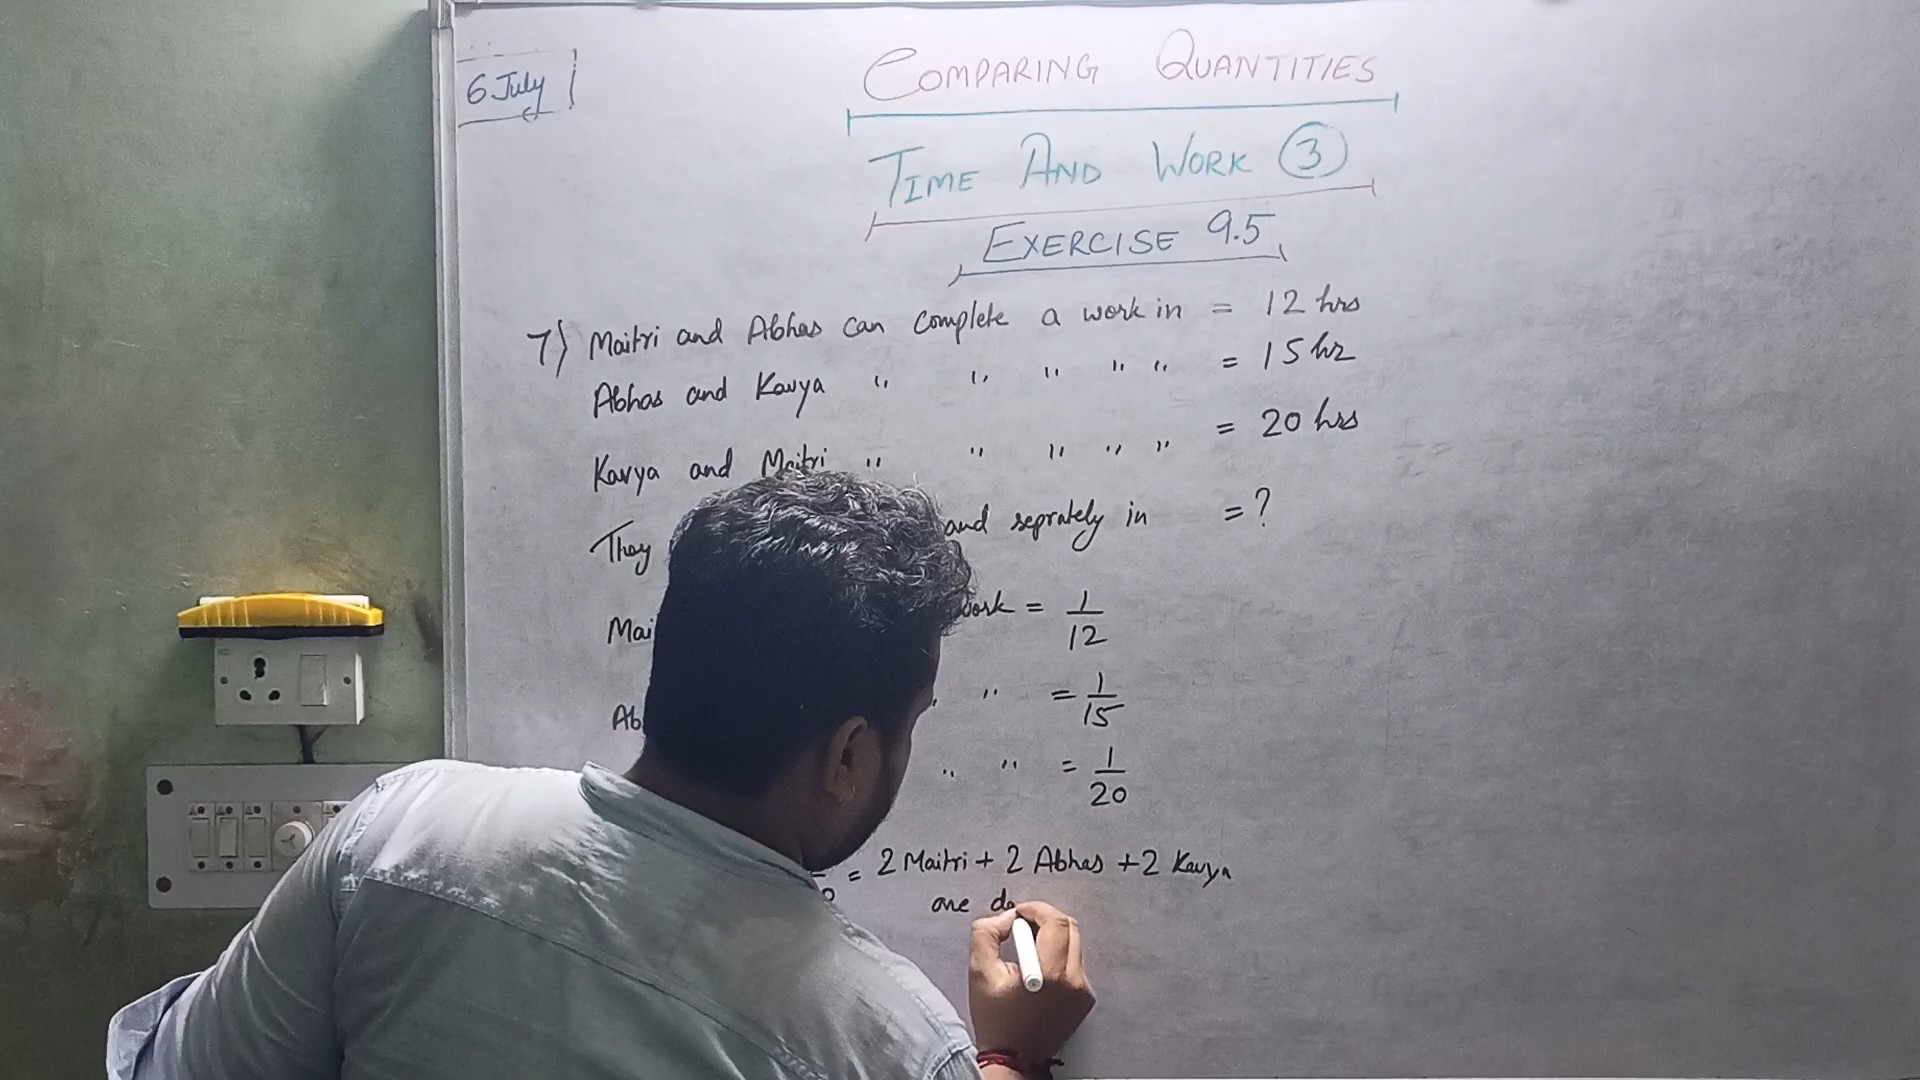 6 July
COMPARING QUANTITIES
TIME AND WORK 3
EXERCISE 9.5
7) Maitri and Abhas can complete a work in = 12 hrs
Abhas and Kavya " " " " " = 15 hr
Kavya and Maitri " " " " " = 20 hrs
They and seprately in = ?
Mai work = 1/12
Ab " " = 1/15
" " = 1/20
= 2 Maitri + 2 Abhas + 2 Kavya
are do